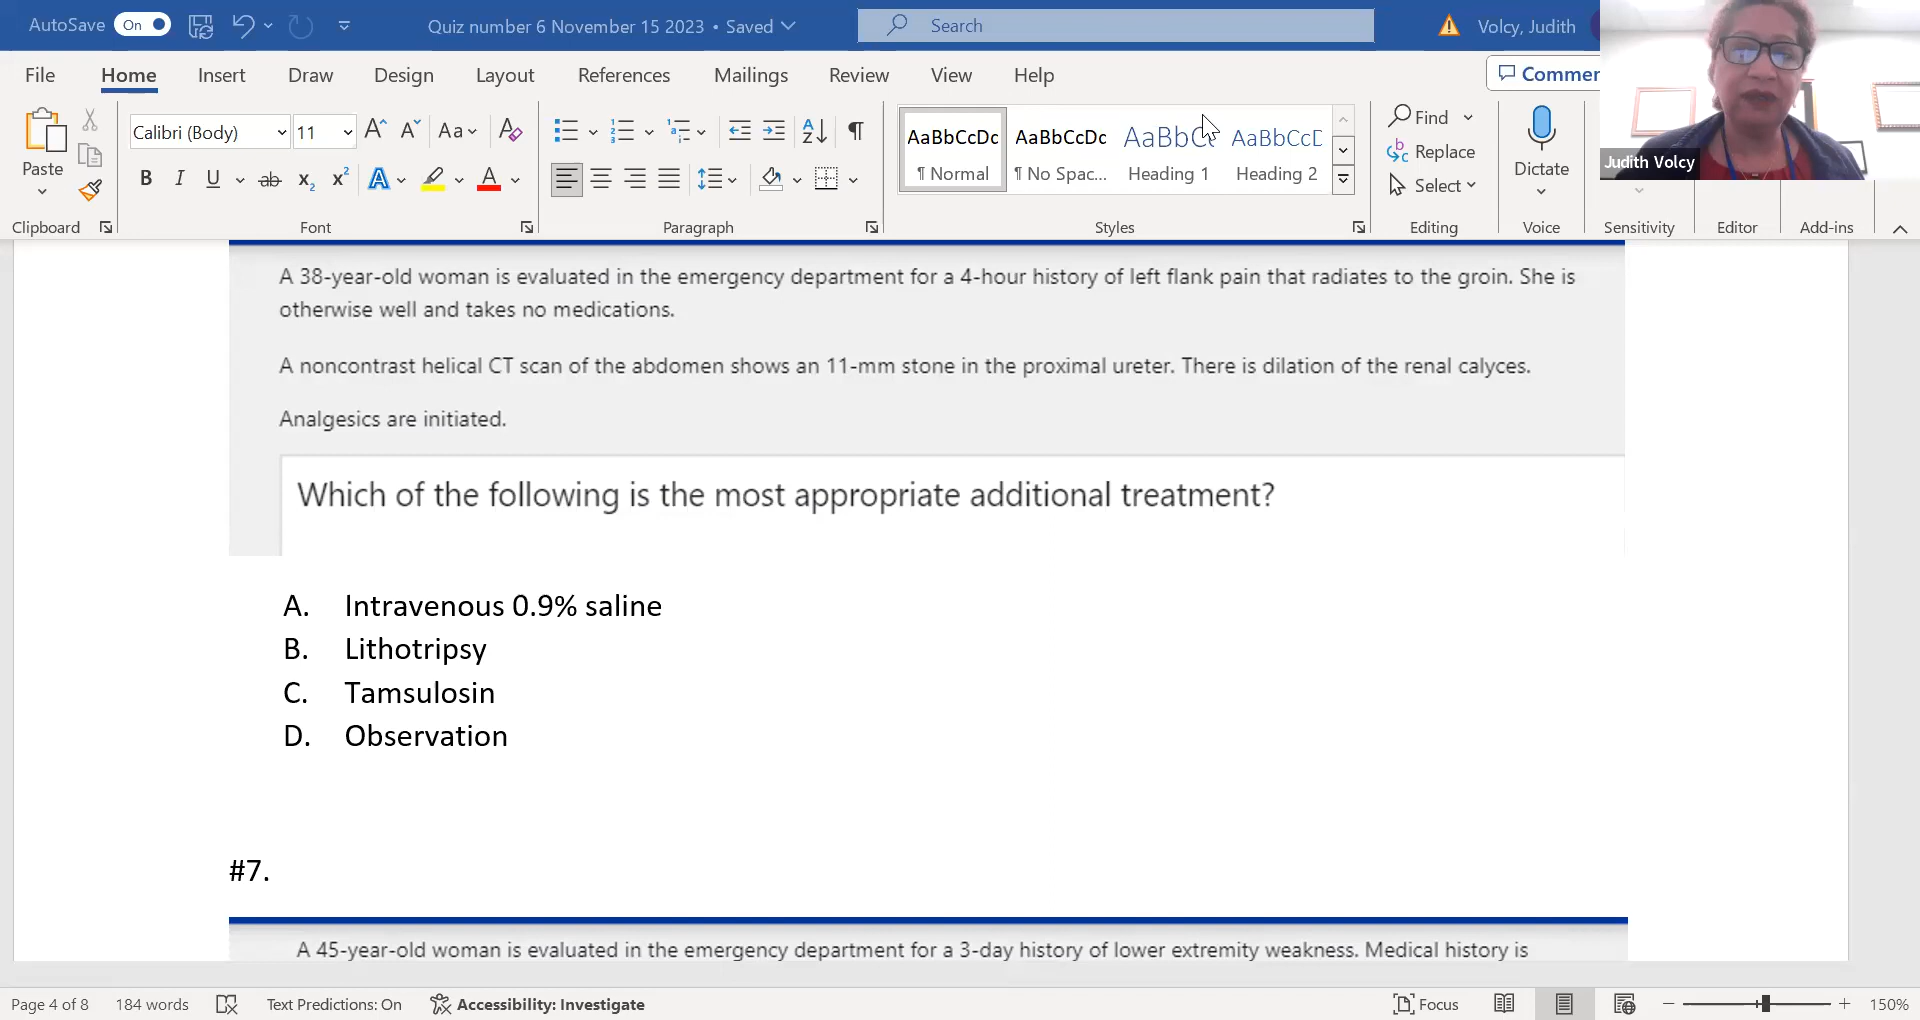 AutoSave On Quiz number 6 November 15 2023 • Saved Search Volcy, Judith
File Home Insert Draw Design Layout References Mailings Review View Help
Paste Calibri (Body) 11 Aa AaBbCcDc AaBbCcDc AaBbCc AaBbCcD Find Replace Select Dictate
B I U ab x₂ x² A A ¶ Normal ¶ No Spac... Heading 1 Heading 2
Judith Volcy
Clipboard Font Paragraph Styles Editing Voice Sensitivity Editor Add-ins
A 38-year-old woman is evaluated in the emergency department for a 4-hour history of left flank pain that radiates to the groin. She is
otherwise well and takes no medications.
A noncontrast helical CT scan of the abdomen shows an 11-mm stone in the proximal ureter. There is dilation of the renal calyces.
Analgesics are initiated.
Which of the following is the most appropriate additional treatment?
A. Intravenous 0.9% saline
B. Lithotripsy
C. Tamsulosin
D. Observation
#7.
A 45-year-old woman is evaluated in the emergency department for a 3-day history of lower extremity weakness. Medical history is
Page 4 of 8 184 words Text Predictions: On Accessibility: Investigate Focus 150%